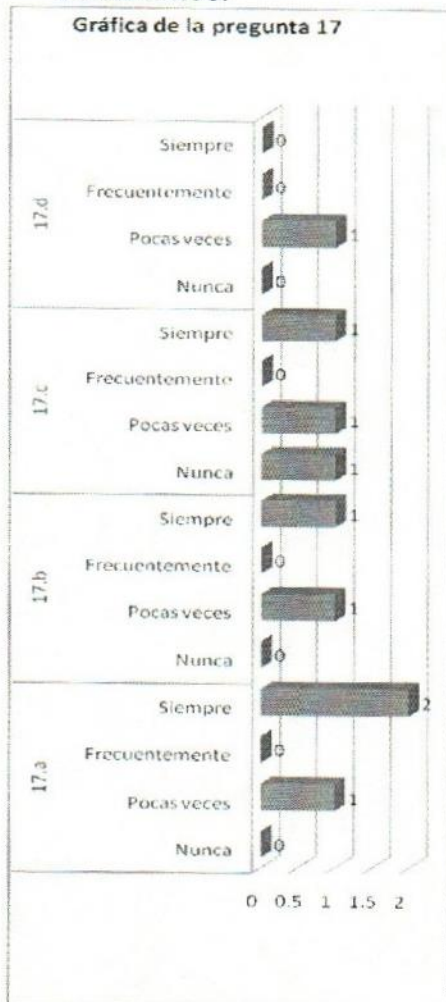 Gráfica de la pregunta 17
17.d
Siempre 0
Frecuentemente 0
Pocas veces 1
Nunca 0
17.c
Siempre 1
Frecuentemente 0
Pocas veces 1
Nunca 1
17.b
Siempre 1
Frecuentemente 0
Pocas veces 1
Nunca 0
17.a
Siempre 2
Frecuentemente 0
Pocas veces 1
Nunca 0
0 0.5 1 1.5 2